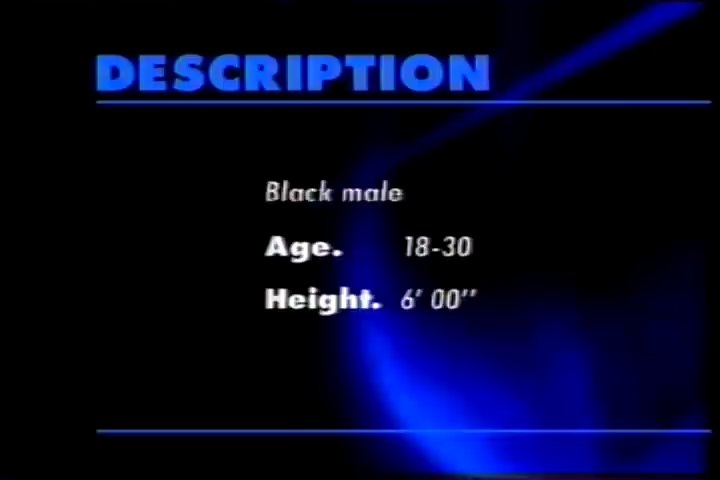 DESCRIPTION
Black male
Age. 18-30
Height. 6' 00"